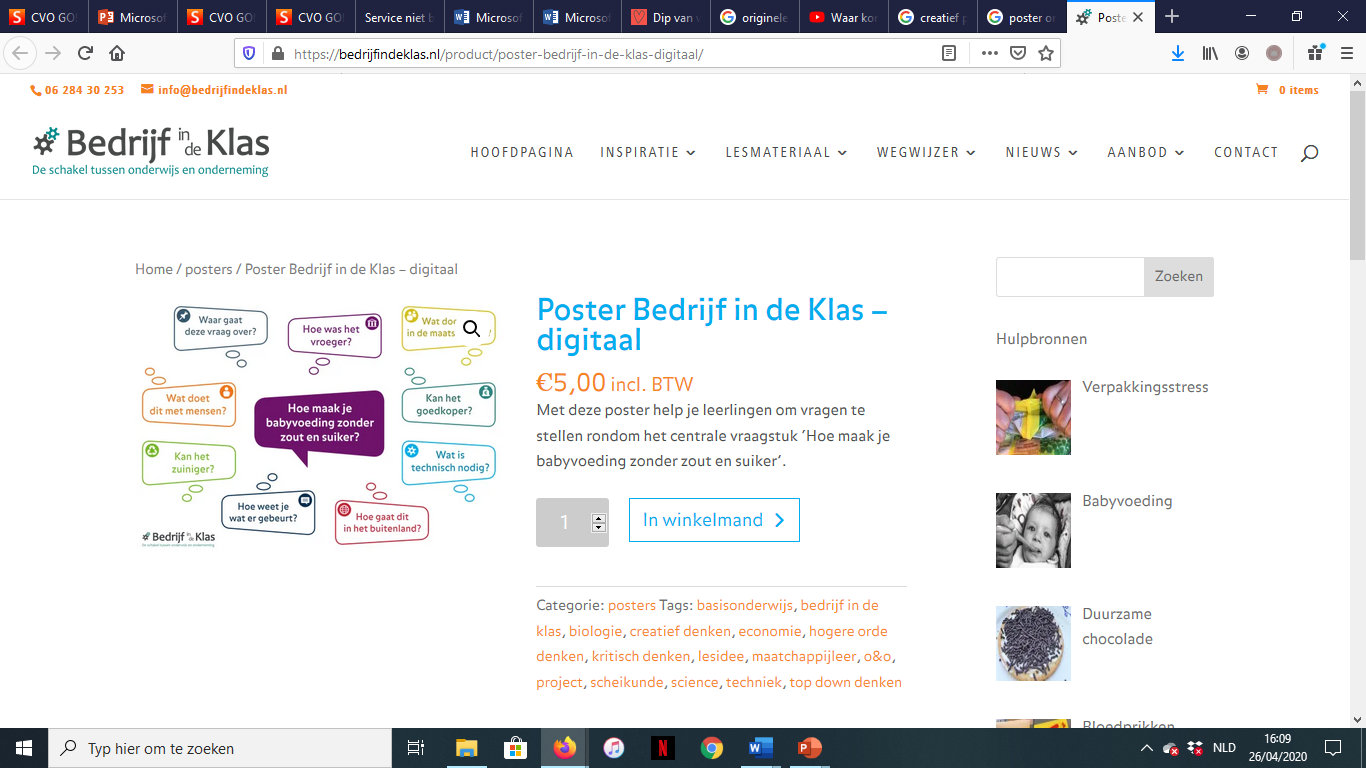 CVO GO!
Microsof
CVO GO!
CVO GO!
Service niet b
Microsof
Microsof
Dip van v
originele
Waar kor
creatief p
poster or
Poste
https://bedrijfindeklas.nl/product/poster-bedrijf-in-de-klas-digitaal/
06 284 30 253
info@bedrijfindeklas.nl
0 items
Bedrijf in de Klas
De schakel tussen onderwijs en onderneming
HOOFDPAGINA
INSPIRATIE
LESMATERIAAL
WEGWIJZER
NIEUWS
AANBOD
CONTACT
Home / posters / Poster Bedrijf in de Klas – digitaal
Waar gaat
deze vraag over?
Hoe was het
vroeger?
Wat doe
in de maats
Wat doet
dit met mensen?
Hoe maak je
babyvoeding zonder
zout en suiker?
Kan het
goedkoper?
Kan het
zuiniger?
Wat is
technisch nodig?
Hoe weet je
wat er gebeurt?
Hoe gaat dit
in het buitenland?
Bedrijf in de Klas
De schakel tussen onderwijs en onderneming
Poster Bedrijf in de Klas –
digitaal
€5,00 incl. BTW
Met deze poster help je leerlingen om vragen te
stellen rondom het centrale vraagstuk ‘Hoe maak je
babyvoeding zonder zout en suiker’.
1
In winkelmand
Categorie: posters Tags: basisonderwijs, bedrijf in de
klas, biologie, creatief denken, economie, hogere orde
denken, kritisch denken, lesidee, maatchappijleer, o&o,
project, scheikunde, science, techniek, top down denken
Zoeken
Hulpbronnen
Verpakkingsstress
Babyvoeding
Duurzame
chocolade
Bloedprikken
Typ hier om te zoeken
NLD
16:09
26/04/2020